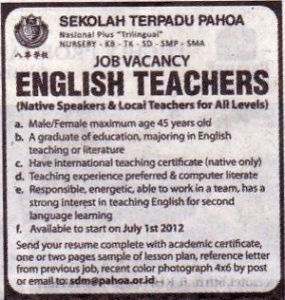 SEKOLAH TERPADU PAHOA
Nasional Plus "Trilingual"
NURSERY - KB - TK - SD - SMP - SMA
八華學校
JOB VACANCY
ENGLISH TEACHERS
(Native Speakers & Local Teachers for All Levels)
a. Male/Female maximum age 45 years old
b. A graduate of education, majoring in English
teaching or literature
c. Have international teaching certificate (native only)
d. Teaching experience preferred & computer literate
e. Responsible, energetic, able to work in a team, has a
strong interest in teaching English for second
language learning
f. Available to start on July 1st 2012
Send your resume complete with academic certificate,
one or two pages sample of lesson plan, reference letter
from previous job, recent color photograph 4x6 by post
or email to: sdm@pahoa.or.id